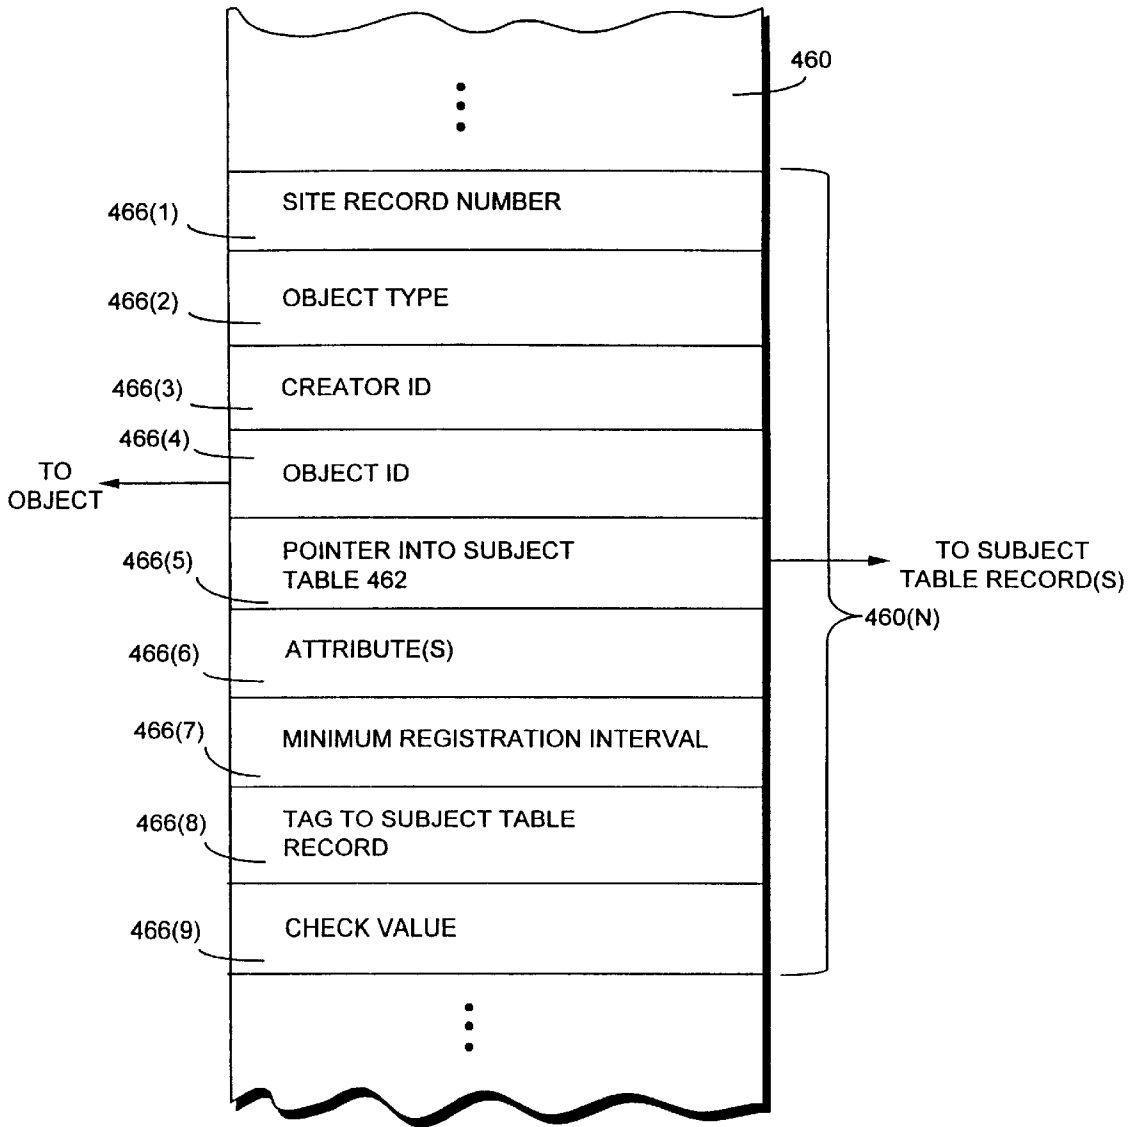 460
SITE RECORD NUMBER
466(1)
OBJECT TYPE
466(2)
CREATOR ID
466(3)
466(4)
OBJECT ID
TO
OBJECT
POINTER INTO SUBJECT
TABLE 462
466(5)
TO SUBJECT
TABLE RECORD(S)
460(N)
ATTRIBUTE(S)
466(6)
466(7)
MINIMUM REGISTRATION INTERVAL
466(8)
TAG TO SUBJECT TABLE
RECORD
CHECK VALUE
466(9)